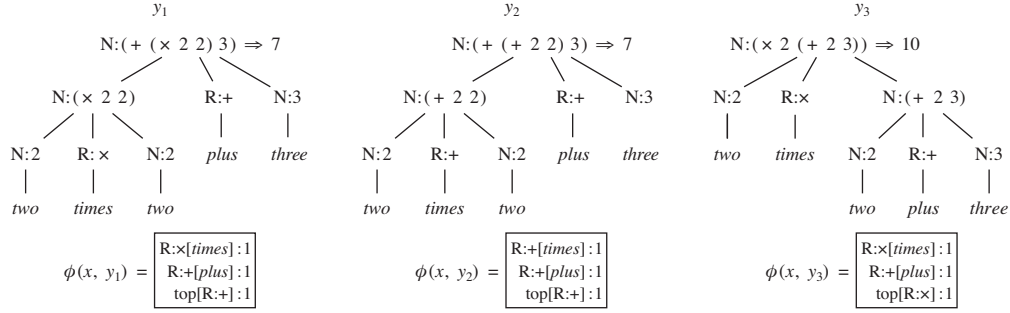 y1 y2 y3
N:(+ (× 2 2) 3) ⇒ 7 N:(+ (+ 2 2) 3) ⇒ 7 N:(× 2 (+ 2 3)) ⇒ 10
N:(× 2 2) R:+ N:3 N:(+ 2 2) R:+ N:3 N:2 R:× N:(+ 2 3)
N:2 R:× N:2 plus three N:2 R:+ N:2 plus three two times N:2 R:+ N:3
two times two two times two two plus three
R:×[times]:1 R:+[times]:1 R:×[times]:1
ϕ(x, y1) = R:+[plus]:1 ϕ(x, y2) = R:+[plus]:1 ϕ(x, y3) = R:+[plus]:1
top[R:+]:1 top[R:+]:1 top[R:×]:1